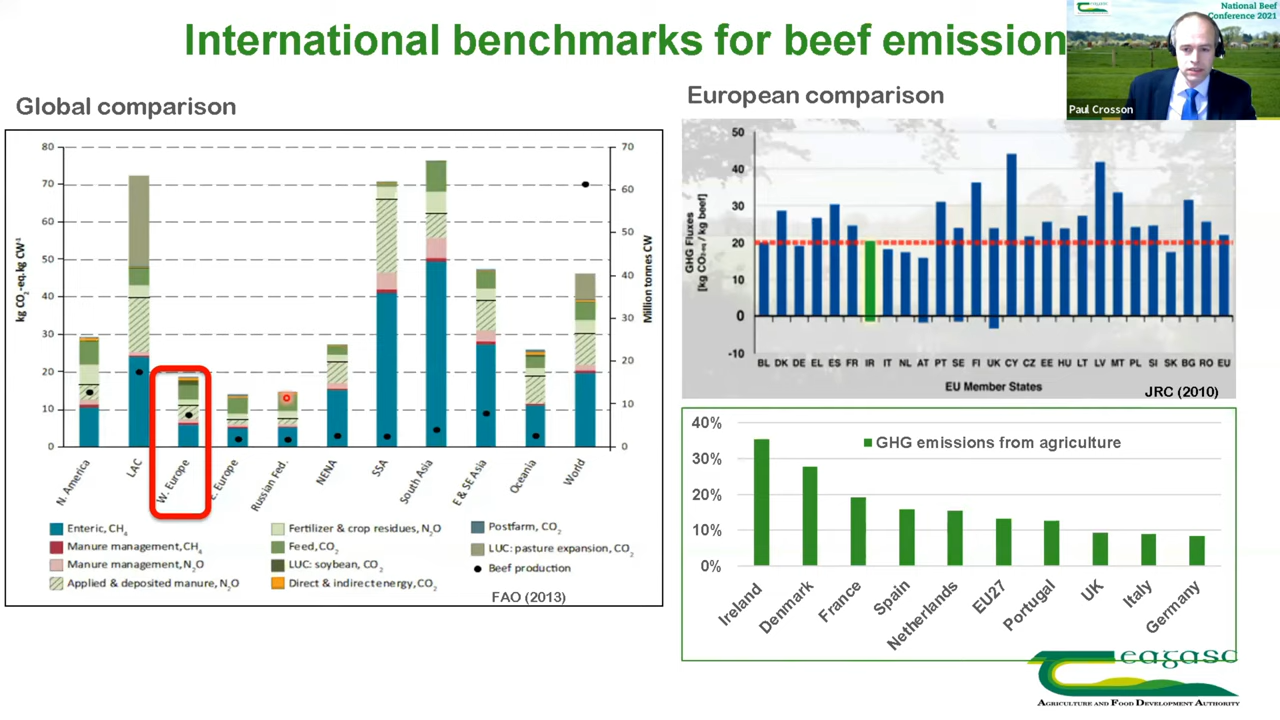 International benchmarks for beef emission
National Beef
Conference 2021
Paul Crosson
Global comparison
80
70
60
50
40
30
20
10
0
kg CO2-eq.kg CW-1
70
60
50
40
30
20
10
0
Million tonnes CW
N. America
LAC
W. Europe
E. Europe
Russian Fed.
NENA
SSA
South Asia
E & SE Asia
Oceania
World
Enteric, CH4
Manure management, CH4
Manure management, N2O
Applied & deposited manure, N2O
Fertilizer & crop residues, N2O
Feed, CO2
LUC: soybean, CO2
Direct & indirect energy, CO2
Postfarm, CO2
LUC: pasture expansion, CO2
Beef production
FAO (2013)
European comparison
50
40
30
20
10
0
-10
GHG Fluxes
[kg CO2eq / kg beef]
BL DK DE EL ES FR IR IT NL AT PT SE FI UK CY CZ EE HU LT LV MT PL SI SK BG RO EU
EU Member States
JRC (2010)
GHG emissions from agriculture
40%
30%
20%
10%
0%
Ireland
Denmark
France
Spain
Netherlands
EU27
Portugal
UK
Italy
Germany
eagasc
Agriculture and Food Development Authority